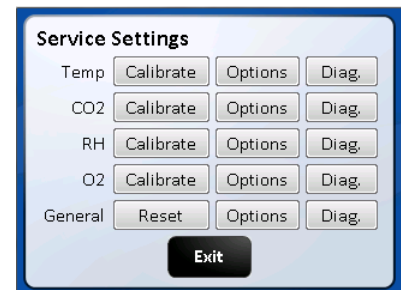 Service Settings
Temp Calibrate Options Diag.
CO2 Calibrate Options Diag.
RH Calibrate Options Diag.
O2 Calibrate Options Diag.
General Reset Options Diag.
Exit